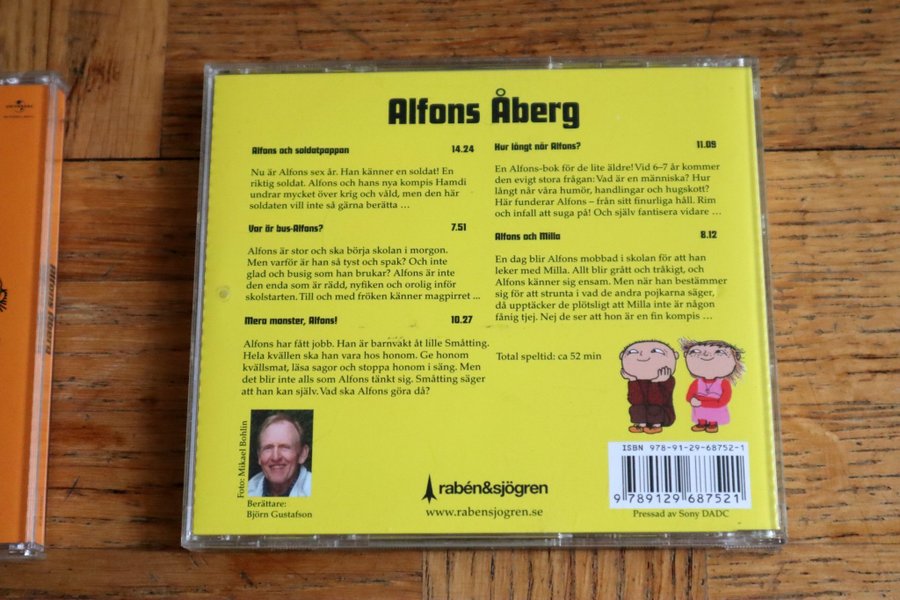 Alfons Åberg
Alfons och soldatpappan 14.24
Nu är Alfons sex år. Han känner en soldat! En
riktig soldat. Alfons och hans nya kompis Hamdi
undrar mycket över krig och våld, men den här
soldaten vill inte så gärna berätta …
Var är bus-Alfons? 7.51
Alfons är stor och ska börja skolan i morgon.
Men varför är han så tyst och spak? Och inte
glad och busig som han brukar? Alfons är inte
den enda som är rädd, nyfiken och orolig inför
skolstarten. Till och med fröken känner magpirret ...
Mera monster, Alfons! 10.27
Alfons har fått jobb. Han är barnvakt åt lille Småtting.
Hela kvällen ska han vara hos honom. Ge honom
kvällsmat, läsa sagor och stoppa honom i säng. Men
det blir inte alls som Alfons tänkt sig. Småtting säger
att han kan själv. Vad ska Alfons göra då?
Hur långt når Alfons? 11.09
En Alfons-bok för de lite äldre! Vid 6–7 år kommer
den evigt stora frågan: Vad är en människa? Hur
långt når våra humör, handlingar och hugskott?
Här funderar Alfons – från sitt finurliga håll. Rim
och infall att suga på! Och själv fantisera vidare …
Alfons och Milla 8.12
En dag blir Alfons mobbad i skolan för att han
leker med Milla. Allt blir grått och tråkigt, och
Alfons känner sig ensam. Men när han bestämmer
sig för att strunta i vad de andra pojkarna säger,
då upptäcker de plötsligt att Milla inte är någon
fånig tjej. Nej de ser att hon är en fin kompis …
Total speltid: ca 52 min
Foto: Mikael Bohlin
Berättare:
Björn Gustafson
rabén&sjögren
www.rabensjogren.se
ISBN 978-91-29-68752-1
9 789129 687521
Pressad av Sony DADC